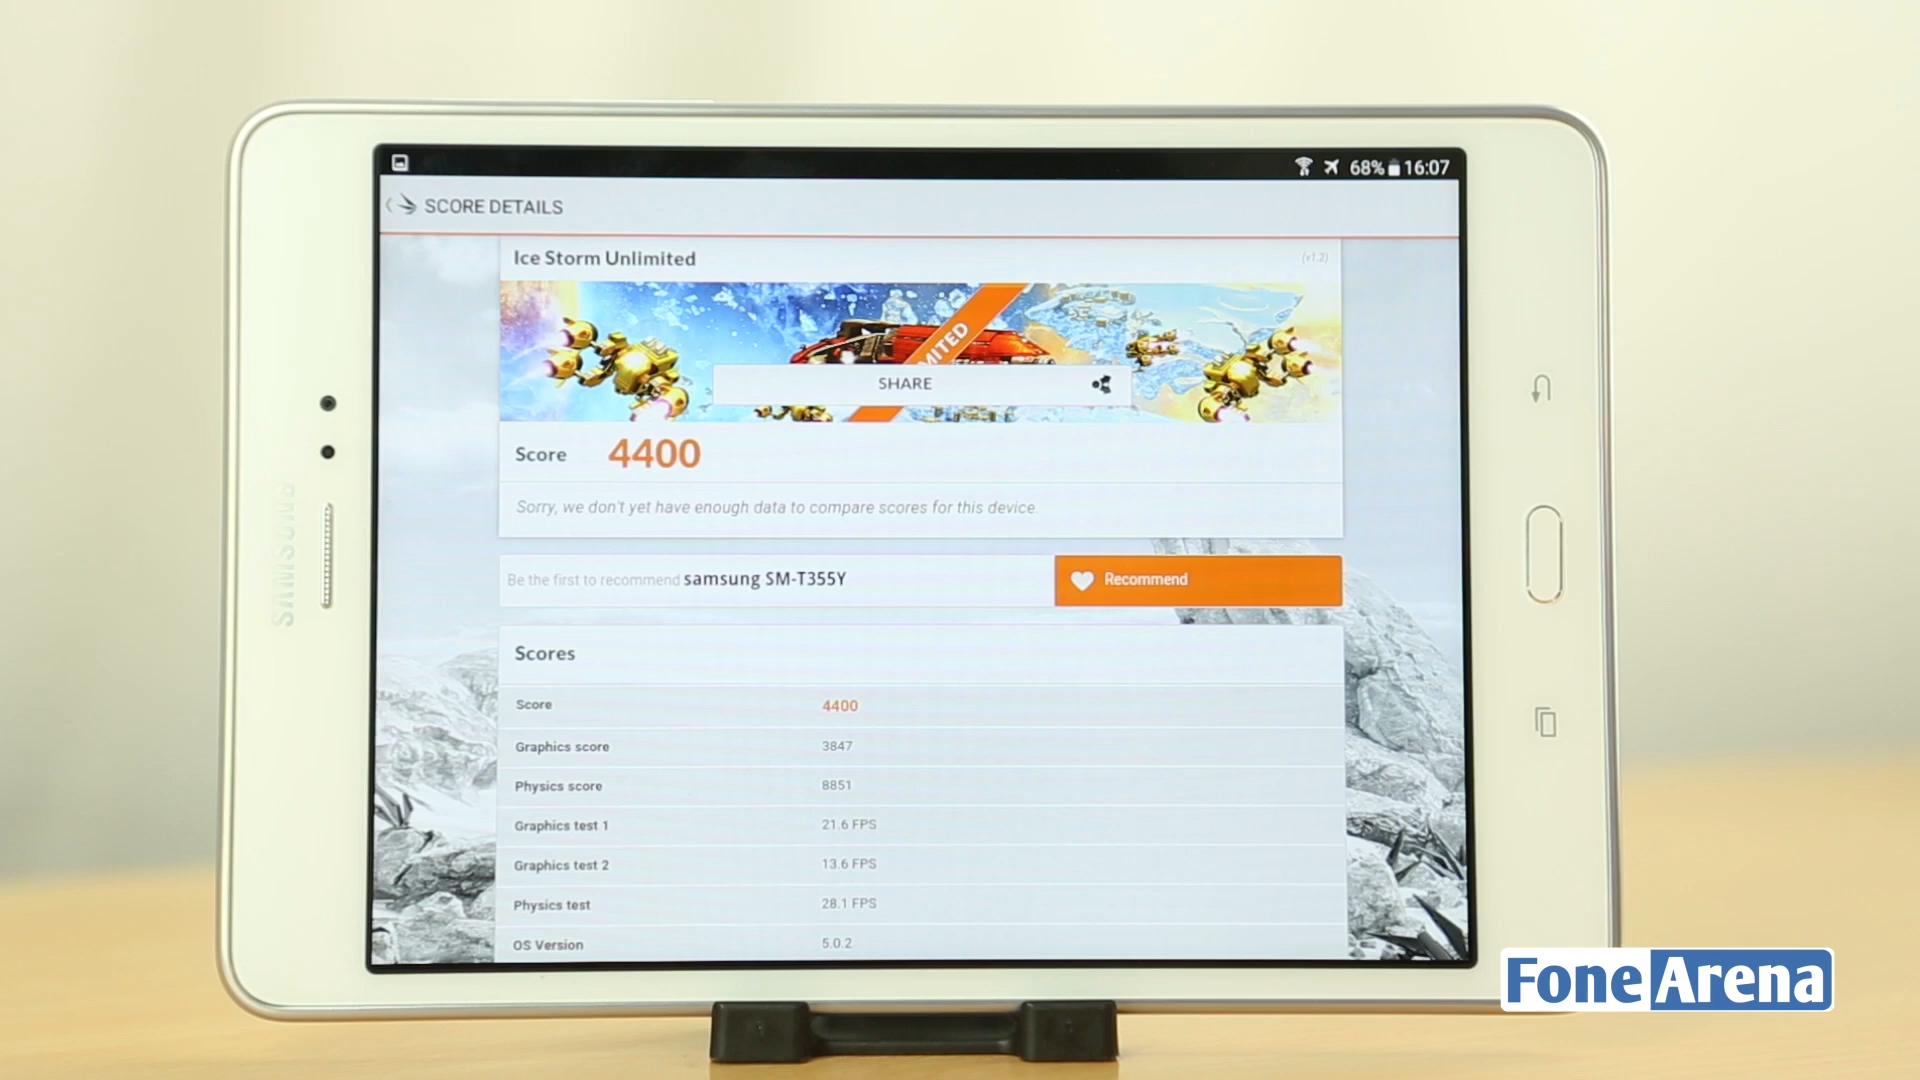 68% 16:07
SCORE DETAILS
Ice Storm Unlimited (v1.2)
MITED
SHARE
Score 4400
Sorry, we don't yet have enough data to compare scores for this device.
Be the first to recommend samsung SM-T355Y
Recommend
Scores
Score 4400
Graphics score 3847
Physics score 8851
Graphics test 1 21.6 FPS
Graphics test 2 13.6 FPS
Physics test 28.1 FPS
OS Version 5.0.2
SAMSUNG
FoneArena